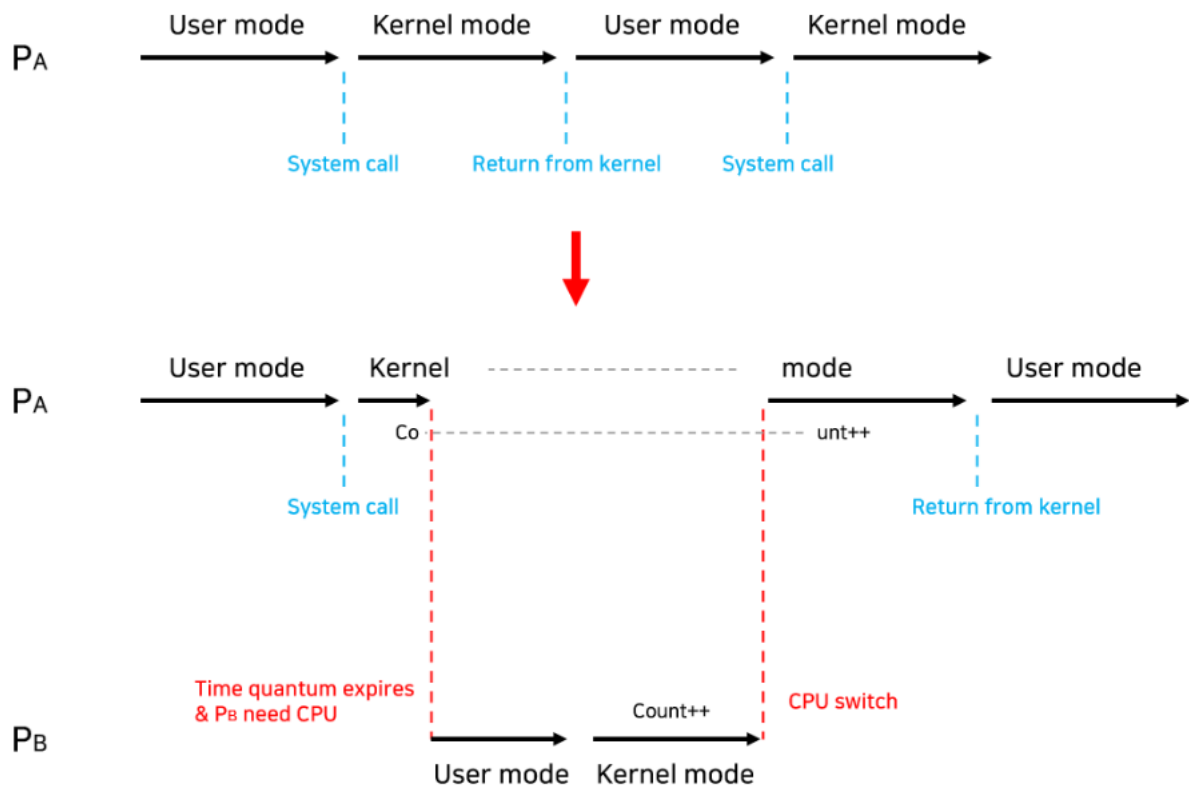 User mode
Kernel mode
User mode
Kernel mode
PA
System call
Return from kernel
System call
User mode
Kernel
mode
User mode
PA
Co
unt++
System call
Return from kernel
Time quantum expires
& PB need CPU
Count++
CPU switch
PB
User mode
Kernel mode